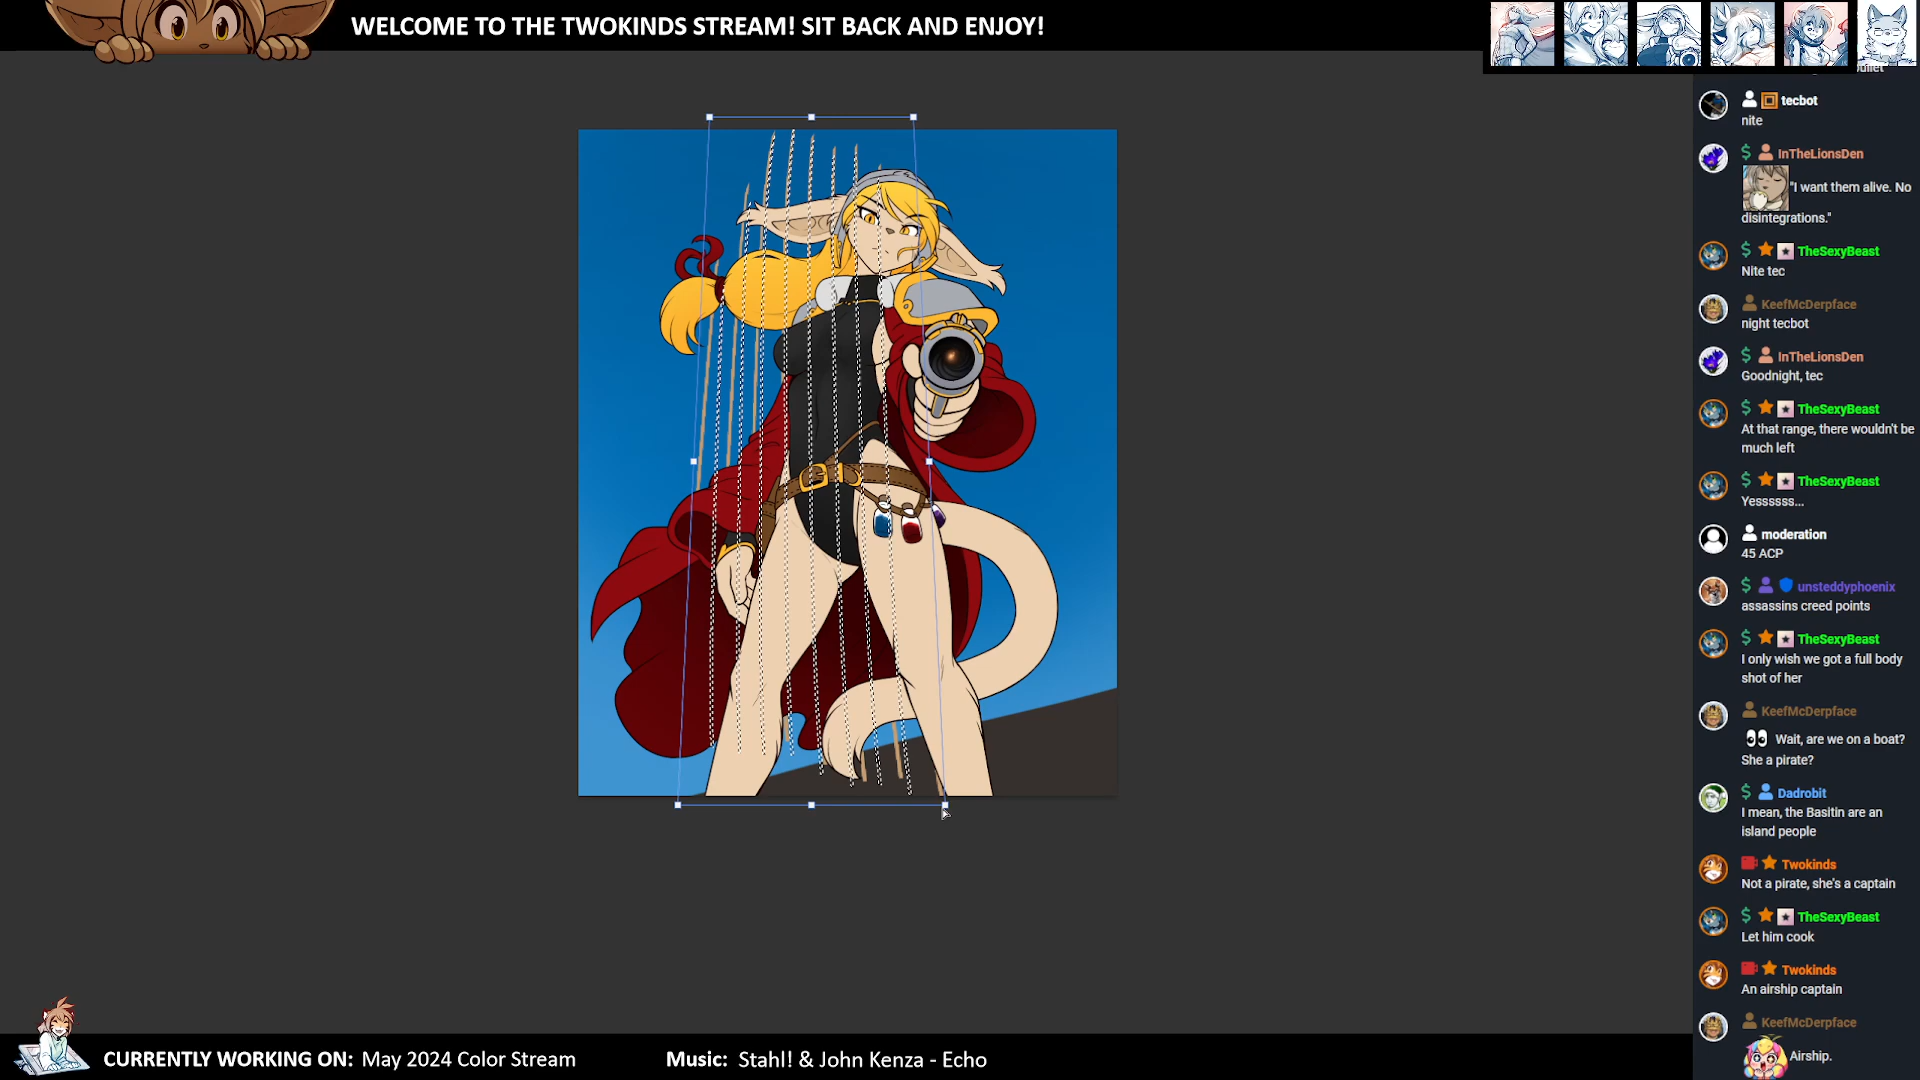 WELCOME TO THE TWOKINDS STREAM! SIT BACK AND ENJOY!
tecbot
nite
InTheLionsDen
"I want them alive. No
disintegrations."
TheSexyBeast
Nite tec
KeefMcDerpface
night tecbot
InTheLionsDen
Goodnight, tec
TheSexyBeast
At that range, there wouldn't be
much left
TheSexyBeast
Yessssss...
moderation
45 ACP
unsteddyphoenix
assassins creed points
TheSexyBeast
I only wish we got a full body
shot of her
KeefMcDerpface
Wait, are we on a boat?
She a pirate?
Dadrobit
I mean, the Basitin are an
island people
Twokinds
Not a pirate, she's a captain
TheSexyBeast
Let him cook
Twokinds
An airship captain
KeefMcDerpface
Airship.
CURRENTLY WORKING ON: May 2024 Color Stream
Music: Stahl! & John Kenza - Echo